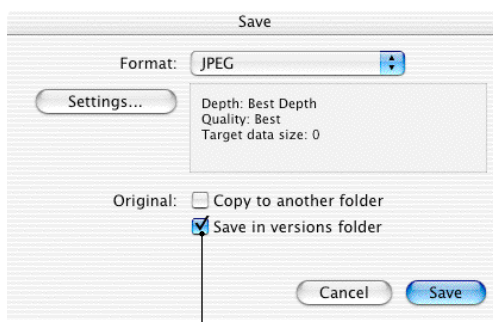 Save
Format: JPEG
Settings...
Depth: Best Depth
Quality: Best
Target data size: 0
Original: Copy to another folder
Save in versions folder
Cancel Save